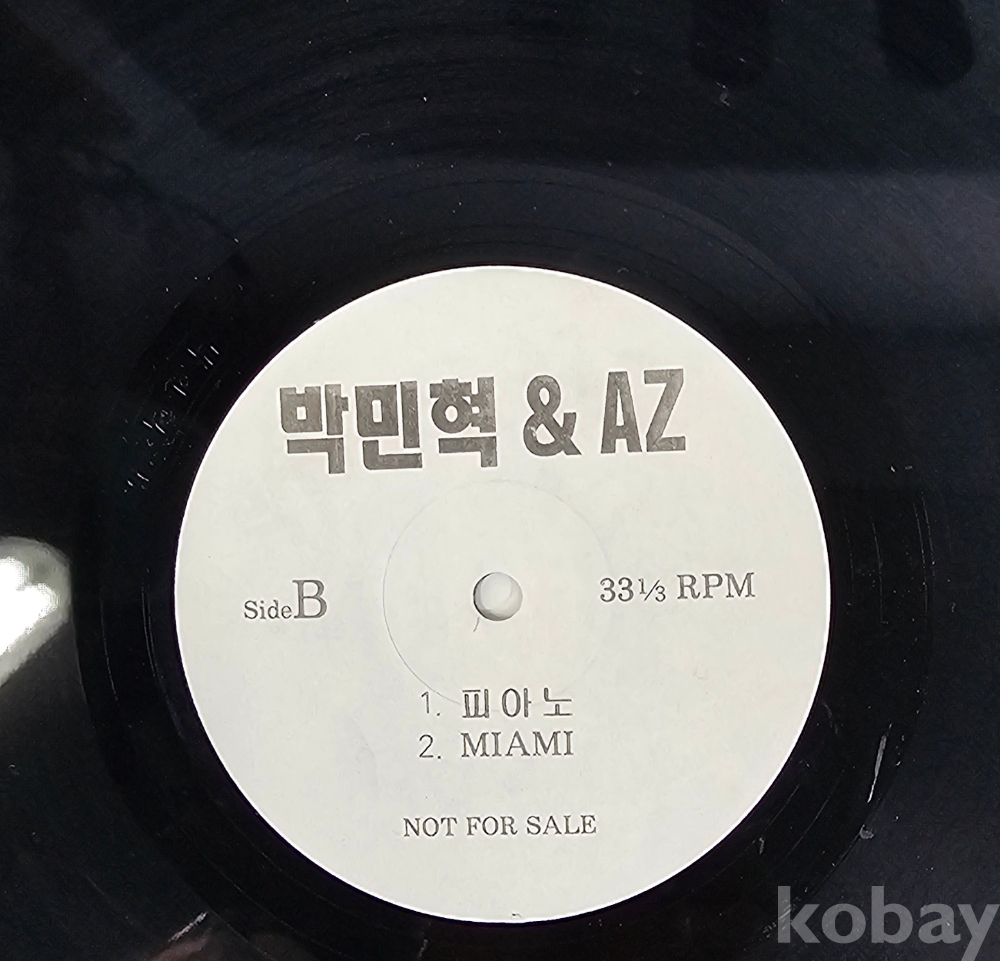 박민혁 & AZ
Side B
33⅓ RPM
1. 피아노
2. MIAMI
NOT FOR SALE
kobay